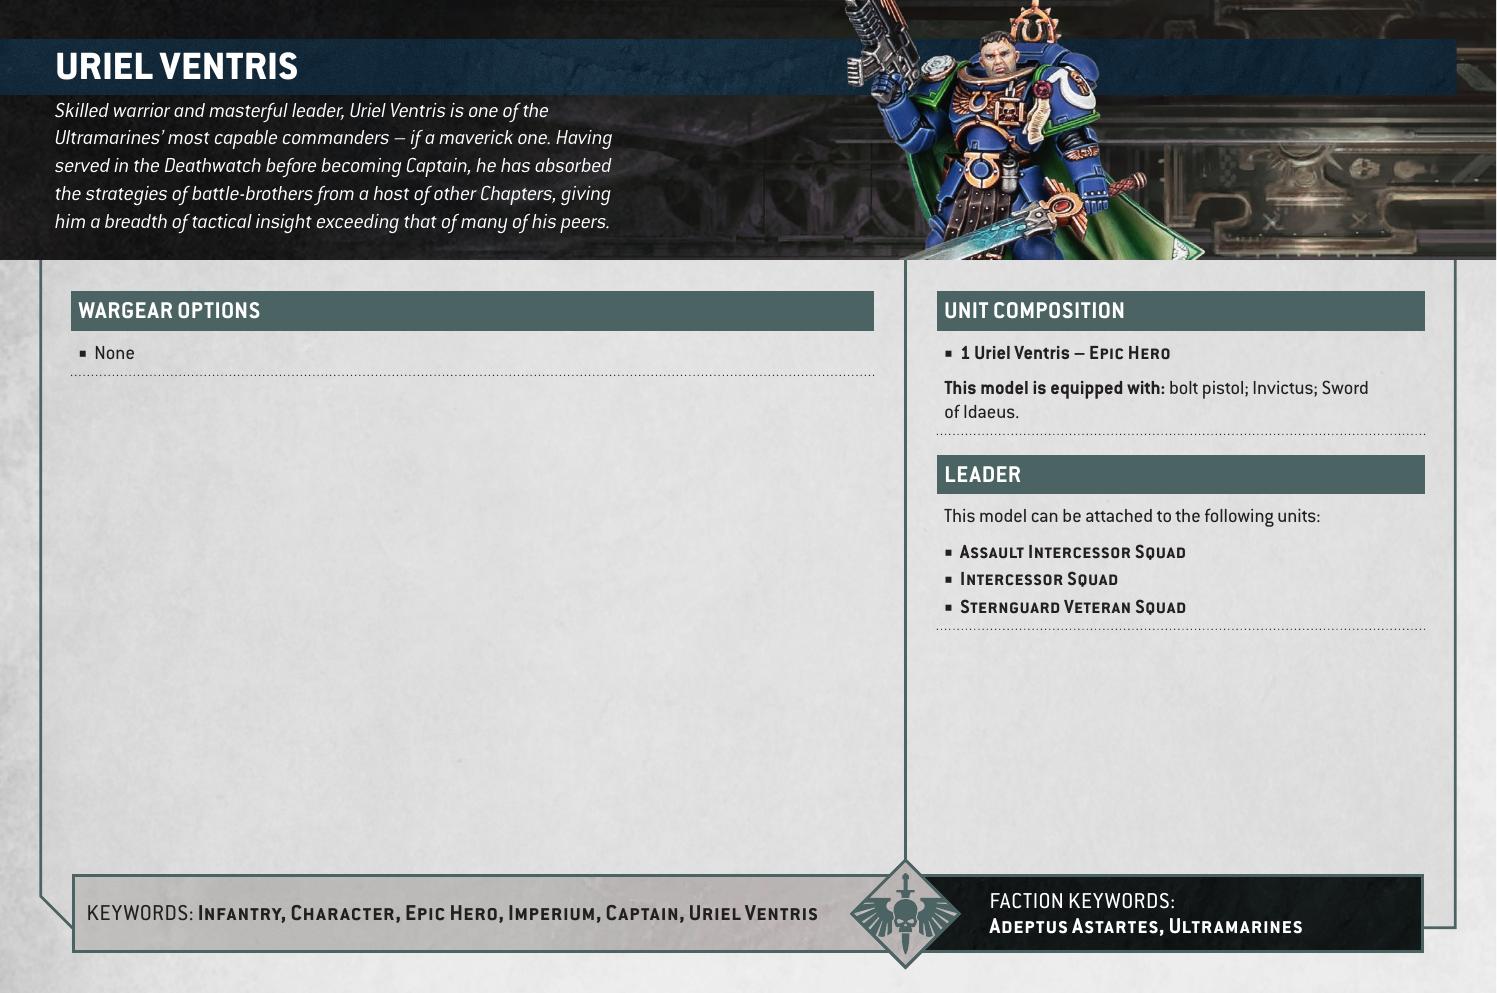 URIEL VENTRIS
Skilled warrior and masterful leader, Uriel Ventris is one of the
Ultramarines’ most capable commanders – if a maverick one. Having
served in the Deathwatch before becoming Captain, he has absorbed
the strategies of battle-brothers from a host of other Chapters, giving
him a breadth of tactical insight exceeding that of many of his peers.
WARGEAR OPTIONS
▪ None
UNIT COMPOSITION
▪ 1 Uriel Ventris – EPIC HERO
This model is equipped with: bolt pistol; Invictus; Sword
of Idaeus.
LEADER
This model can be attached to the following units:
▪ ASSAULT INTERCESSOR SQUAD
▪ INTERCESSOR SQUAD
▪ STERNGUARD VETERAN SQUAD
KEYWORDS: INFANTRY, CHARACTER, EPIC HERO, IMPERIUM, CAPTAIN, URIEL VENTRIS
FACTION KEYWORDS:
ADEPTUS ASTARTES, ULTRAMARINES